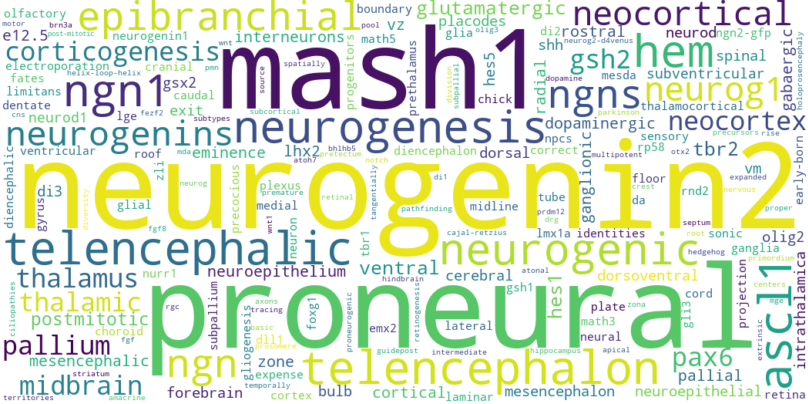 olfactory
motor
brn3a
post-mitotic
epibranchial
boundary
glutamatergic
pool
olig3
neurog2-d4venus
neocortical
e12.5
neurogenin1
interneurons
vz
placodes
di2
rostral
neurod
ngn2-gfp
holoprosencephaly
corticogenesis
math5
glia
wnt
shh
gsh2
hem
spinal
gabaergic
electroporation
helix-loop-helix
mash1
progenitors
hes5
radial
division
subpallial
mesda
subventricular
dopamine
fates
cranial
source
spatially
prethalamus
chick
limitans
ngn1
gsx2
caudal
pmn
ngns
neurog1
thalamocortical
dentate
lge
exit
subcortical
parkinson
cns
neurod1
fezf2
subtypes
neurogenins
neurogenesis
dopaminergic
sensory
precursors
rise
neocortex
mda
bhlhb5
npcs
correct
rp58
otx2
early-born
diencephalic
ventricular
roof
eminence
lhx2
pretectum
notch
diencephalon
dorsal
multipotent
tbr2
atoh7
ganglionic
expanded
neurogenin2
gyrus
di3
zli
neurog
precocious
plexus
premature
tangentially
di1
floor
crest
rnd2
nervous
vm
glial
diversity
retinal
medial
pathfinding
midline
tube
da
prdm12
drg
septum
proper
fgf8
wnt1
neuron
tbr1
cajal-retzius
lmx1a
identities
root
sonic
olig2
telencephalic
hindbrain
atonal
neurogenic
hedgehog
ganglia
primordium
thalamus
nurr1
neuroepithelium
ventral
cerebral
hes1
dorsoventral
centers
ciliopathies
thalamic
proneural
gsh1
cord
projection
mge
ascl1
intrathalamica
postmitotic
rgc
subpallium
axons
tracing
foxg1
proneurogenic
retinogenesis
plate
zona
gli3
choroid
gliogenesis
basic
emx2
lateral
math3
neural
extrinsic
pallium
fgf
dll1
prosomere
guidepost
hippocampus
mesencephalic
ngn
zone
intermediate
apical
telencephalon
pax6
pallial
striatum
midbrain
temporally
expense
forebrain
cortex
bulb
cortical
laminar
mesencephalon
neuroepithelial
retina
territories
amacrine